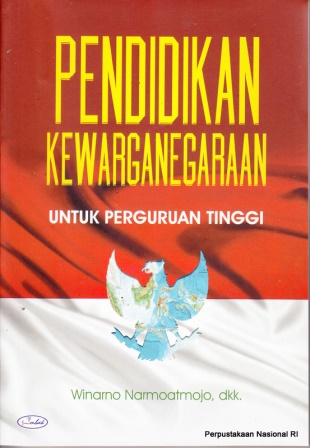 PENDIDIKAN
KEWARGANEGARAAN
UNTUK PERGURUAN TINGGI
Winarno Narmoatmojo, dkk.
Perpustakaan Nasional RI